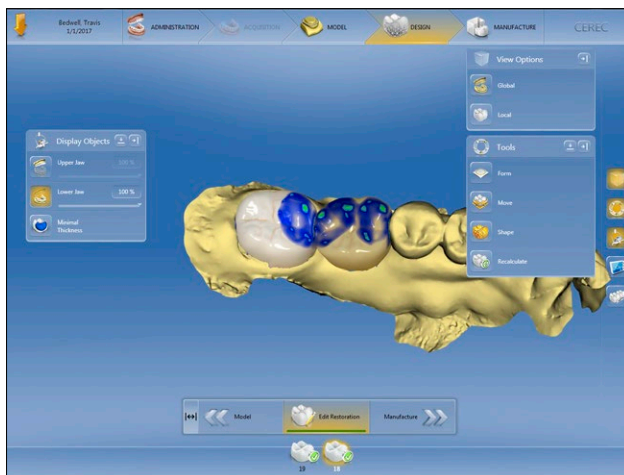 Bedwell, Travis
1/1/2017
ADMINISTRATION
ACQUISITION
MODEL
DESIGN
MANUFACTURE
CEREC
View Options
Global
Local
Display Objects
Upper Jaw
100 %
Lower Jaw
100 %
Minimal
Thickness
Tools
Form
Move
Shape
Recalculate
Model
Edit Restoration
Manufacture
19
18